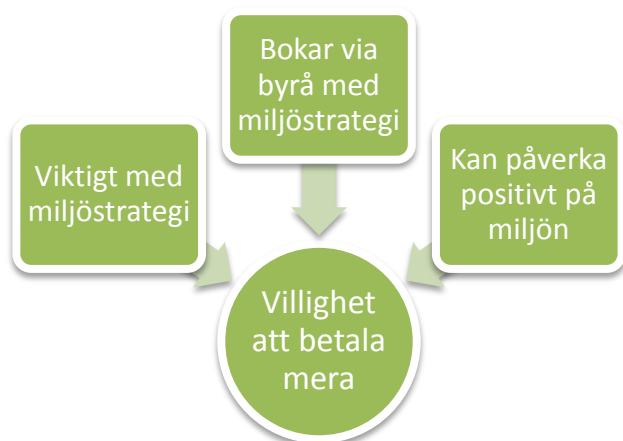 Bokar via
byrå med
miljöstrategi
Viktigt med
miljöstrategi
Kan påverka
positivt på
miljön
Villighet
att betala
mera